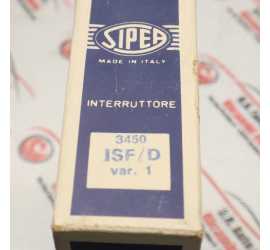 SIPEA
MADE IN ITALY
INTERRUTTORE
3450
ISF/D
var. 1